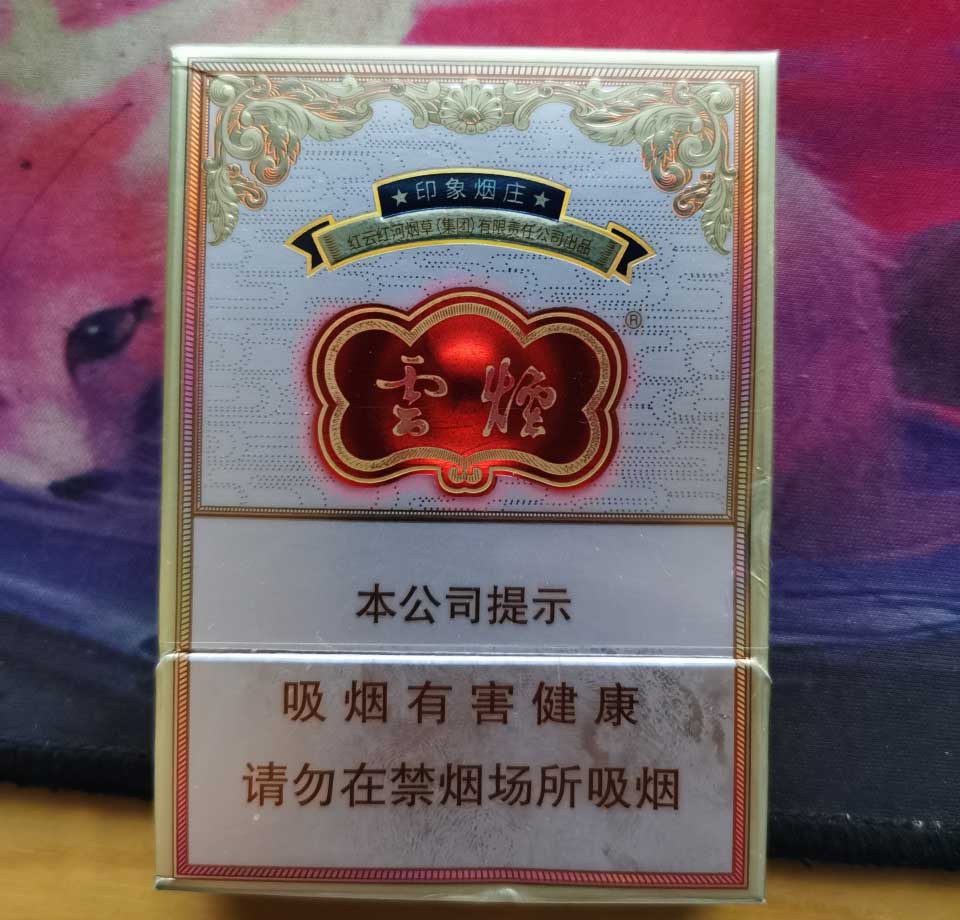 ★印象烟庄★
红云红河烟草(集团)有限责任公司出品
®
雲煙
本公司提示
吸烟有害健康
请勿在禁烟场所吸烟